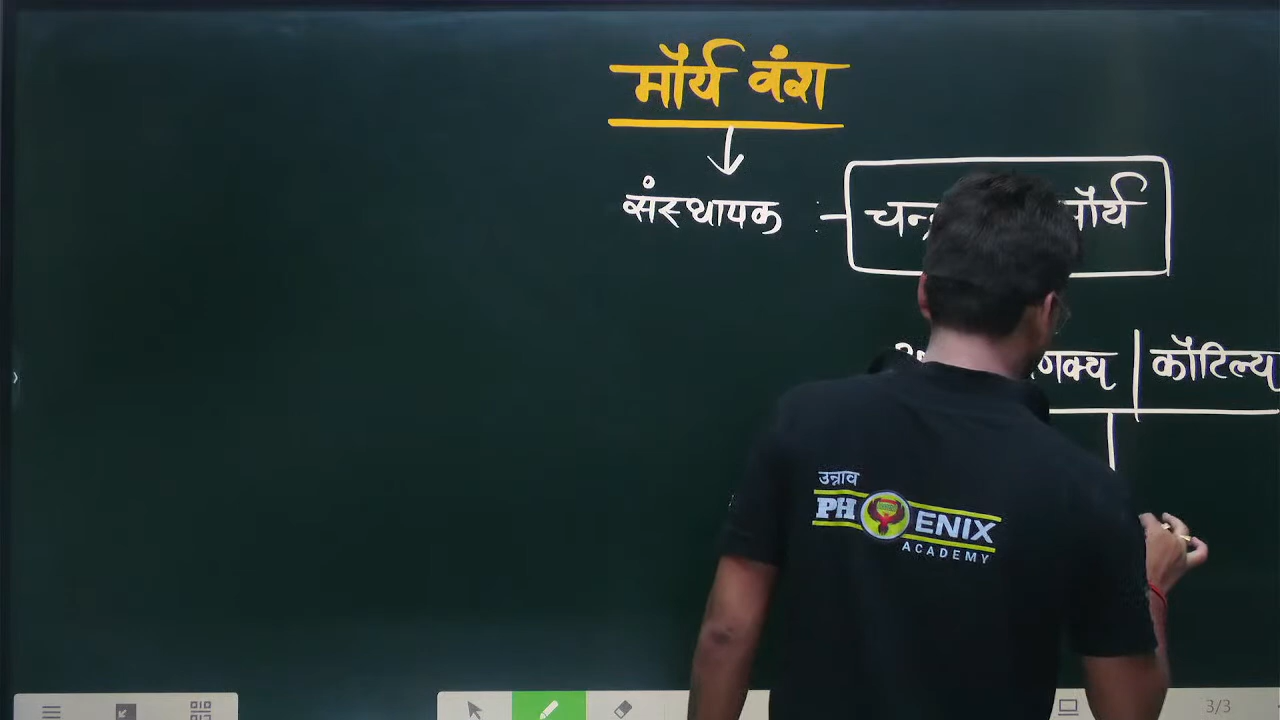 मौर्य वंश
संस्थापक :-
कौटिल्य
उन्नाव
PHOENIX
ACADEMY
3/3